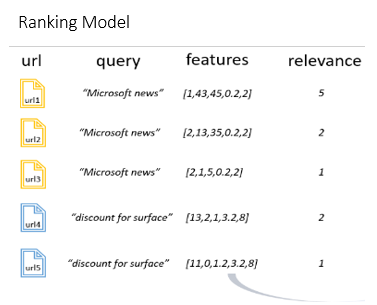 Ranking Model
url query features relevance
url1 "Microsoft news" [1,43,45,0.2,2] 5
url2 "Microsoft news" [2,13,35,0.2,2] 2
url3 "Microsoft news" [2,1,5,0.2,2] 1
url4 "discount for surface" [13,2,1,3.2,8] 2
url5 "discount for surface" [11,0,1.2,3.2,8] 1